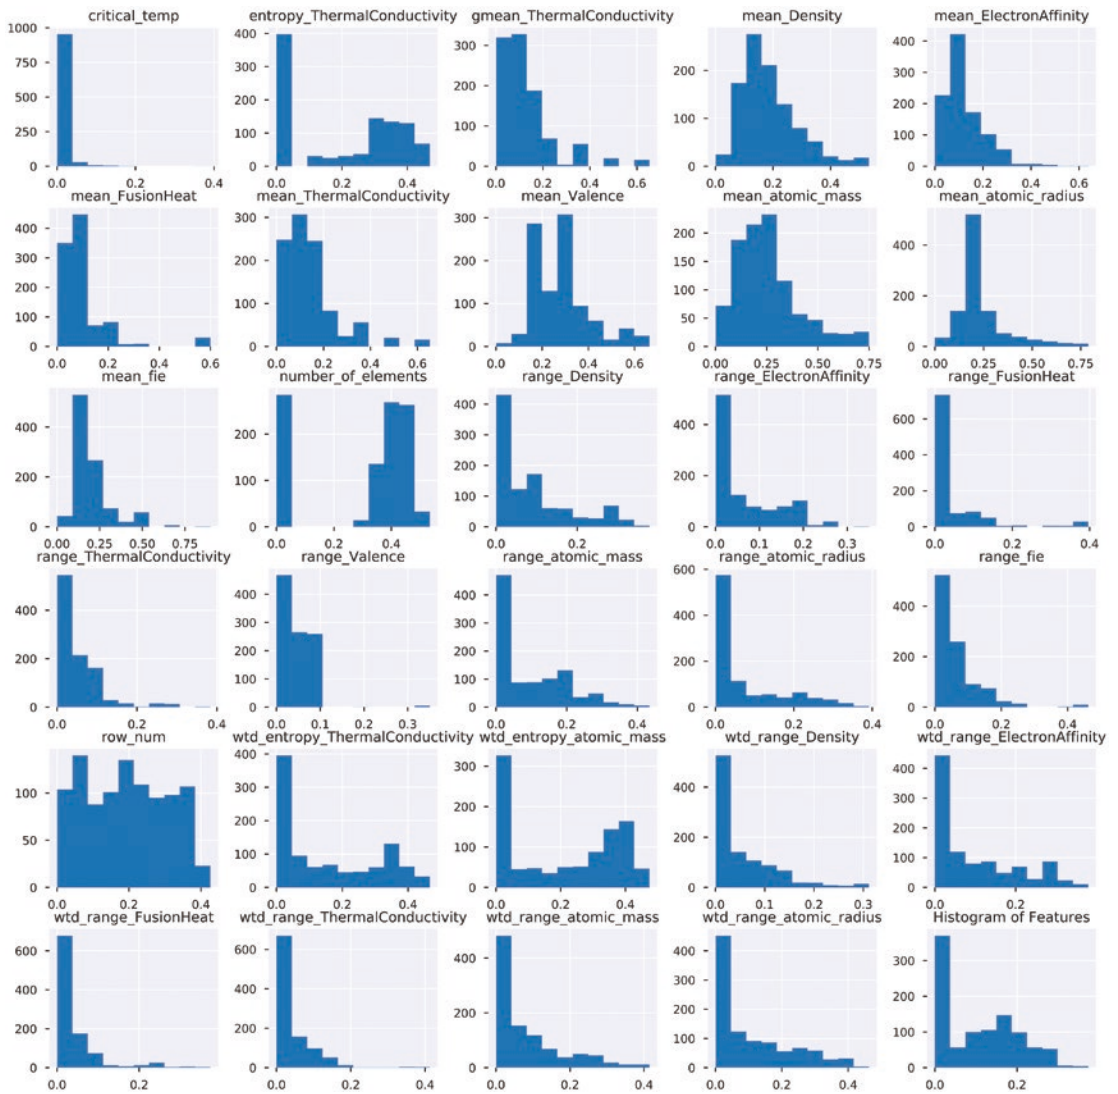 critical_temp entropy_ThermalConductivity gmean_ThermalConductivity mean_Density mean_ElectronAffinity
1000 750 500 250 0 0.0 0.2 0.4
400 300 200 100 0 0.0 0.2 0.4
300 200 100 0 0.0 0.2 0.4 0.6
200 100 0 0.0 0.2 0.4
400 300 200 100 0 0.0 0.2 0.4 0.6
mean_FusionHeat mean_ThermalConductivity mean_Valence mean_atomic_mass mean_atomic_radius
400 300 200 100 0 0.0 0.2 0.4 0.6
300 200 100 0 0.0 0.2 0.4 0.6
300 200 100 0 0.0 0.2 0.4 0.6
200 150 100 50 0 0.00 0.25 0.50 0.75
400 200 0 0.00 0.25 0.50 0.75
mean_fie number_of_elements range_Density range_ElectronAffinity range_FusionHeat
400 200 0 0.00 0.25 0.50 0.75
200 100 0 0.0 0.2 0.4
400 300 200 100 0 0.0 0.2
400 200 0 0.0 0.1 0.2 0.3
600 400 200 0 0.0 0.2 0.4
range_ThermalConductivity range_Valence range_atomic_mass range_atomic_radius range_fie
400 200 0 0.0 0.2 0.4
400 200 0 0.0 0.1 0.2 0.3
400 300 200 100 0 0.0 0.2 0.4
600 400 200 0 0.0 0.1 0.2 0.3 0.4
400 200 0 0.0 0.2 0.4
row_num wtd_entropy_ThermalConductivity wtd_entropy_atomic_mass wtd_range_Density wtd_range_ElectronAffinity
100 50 0 0.0 0.2 0.4
400 300 200 100 0 0.0 0.2 0.4
300 200 100 0 0.0 0.2 0.4
400 200 0 0.0 0.1 0.2 0.3
400 300 200 100 0 0.0 0.2
wtd_range_FusionHeat wtd_range_ThermalConductivity wtd_range_atomic_mass wtd_range_atomic_radius Histogram of Features
600 400 200 0 0.0 0.2
600 400 200 0 0.0 0.2 0.4
400 200 0 0.0 0.2 0.4
400 300 200 100 0 0.0 0.2 0.4
300 200 100 0 0.0 0.2